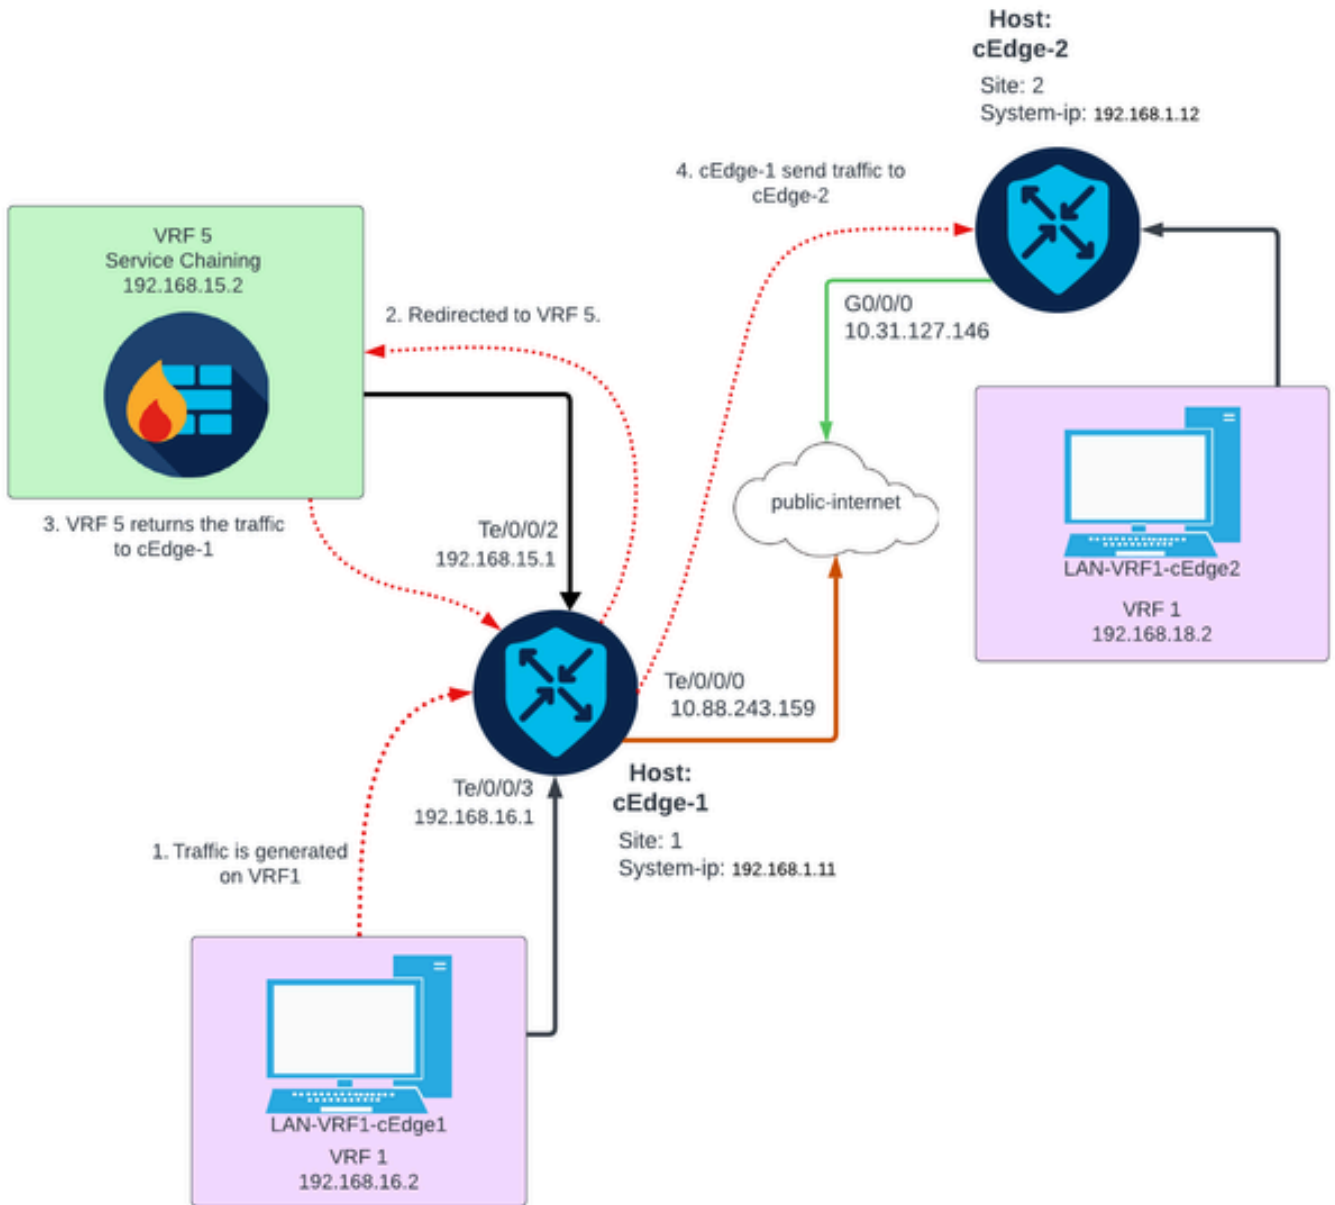 Host:
cEdge-2
Site: 2
System-ip: 192.168.1.12
4. cEdge-1 send traffic to
cEdge-2
VRF 5
Service Chaining
192.168.15.2
2. Redirected to VRF 5.
G0/0/0
10.31.127.146
public-internet
3. VRF 5 returns the traffic
to cEdge-1
Te/0/0/2
192.168.15.1
LAN-VRF1-cEdge2
VRF 1
192.168.18.2
Te/0/0/0
10.88.243.159
Te/0/0/3
192.168.16.1
Host:
cEdge-1
Site: 1
System-ip: 192.168.1.11
1. Traffic is generated
on VRF1
LAN-VRF1-cEdge1
VRF 1
192.168.16.2